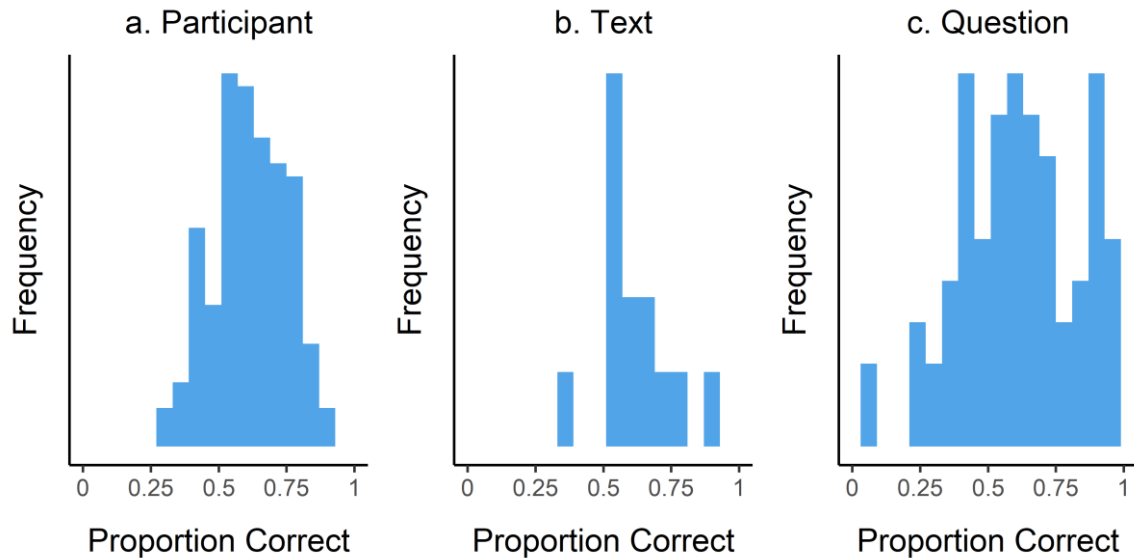 a. Participant
b. Text
c. Question
Frequency
Frequency
Frequency
0 0.25 0.5 0.75 1
0 0.25 0.5 0.75 1
0 0.25 0.5 0.75 1
Proportion Correct
Proportion Correct
Proportion Correct